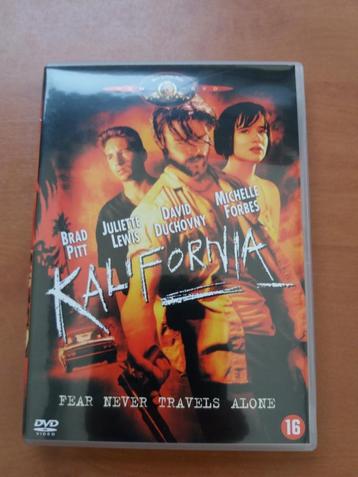 BRAD PITT
JULIETTE LEWIS
DAVID DUCHOVNY
MICHELLE FORBES
KALIFORNIA
FEAR NEVER TRAVELS ALONE
DVD
VIDEO
16